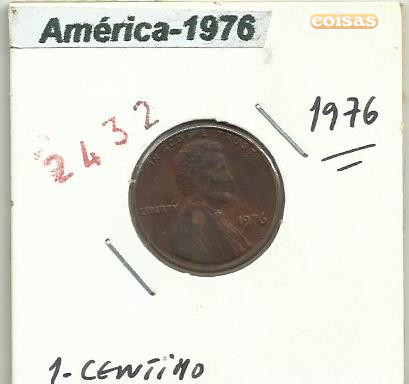 América-1976
coisas
1976
2432
IN GOD WE TRUST
LIBERTY
1976
1-CENTIMO